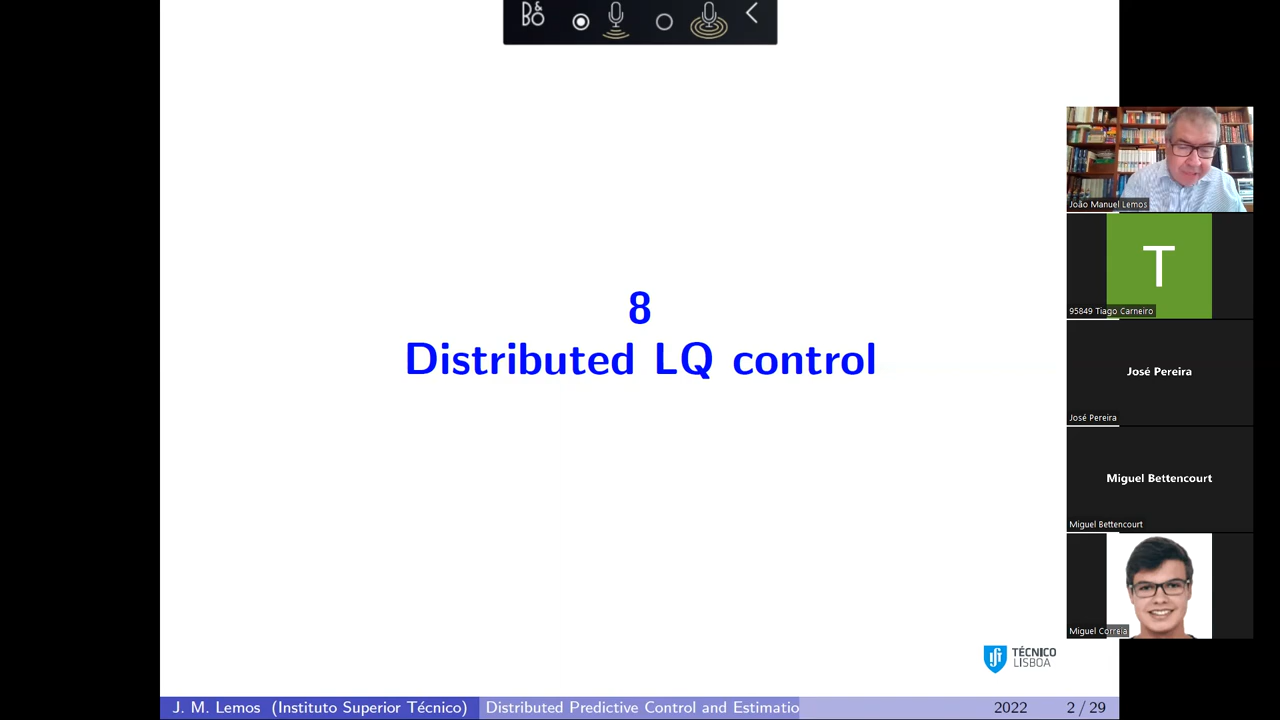 B&O
8
Distributed LQ control
TÉCNICO
LISBOA
J. M. Lemos (Instituto Superior Técnico)
Distributed Predictive Control and Estimatio
2022
2 / 29
João Manuel Lemos
T
95849 Tiago Carneiro
José Pereira
José Pereira
Miguel Bettencourt
Miguel Bettencourt
Miguel Correia